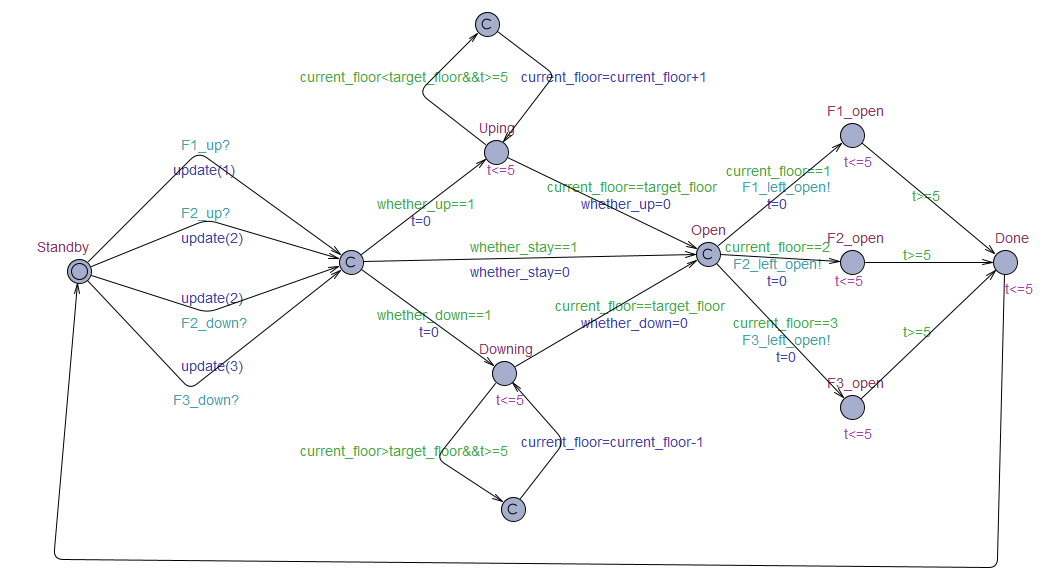 C
current_floor<target_floor&&t>=5
current_floor=current_floor+1
Uping
t<=5
F1_up?
update(1)
F2_up?
update(2)
Standby
update(2)
F2_down?
update(3)
F3_down?
C
whether_up==1
t=0
whether_stay==1
whether_stay=0
whether_down==1
t=0
current_floor==target_floor
whether_up=0
current_floor==target_floor
whether_down=0
Downing
t<=5
current_floor>target_floor&&t>=5
current_floor=current_floor-1
C
Open
C
current_floor==1
F1_left_open!
t=0
current_floor==2
F2_left_open!
t=0
current_floor==3
F3_left_open!
t=0
F1_open
t<=5
F2_open
t<=5
F3_open
t<=5
t>=5
t>=5
t>=5
Done
t<=5